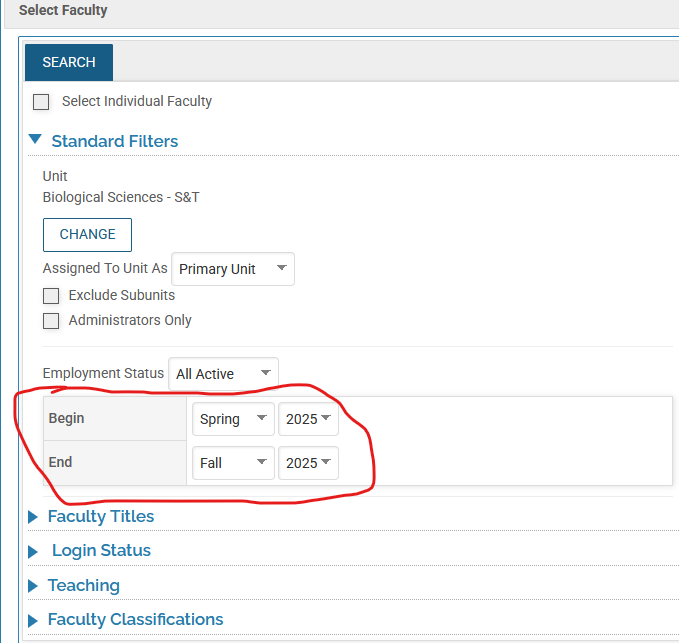 Select Faculty
SEARCH
Select Individual Faculty
Standard Filters
Unit
Biological Sciences - S&T
CHANGE
Assigned To Unit As Primary Unit
Exclude Subunits
Administrators Only
Employment Status All Active
Begin Spring 2025
End Fall 2025
Faculty Titles
Login Status
Teaching
Faculty Classifications